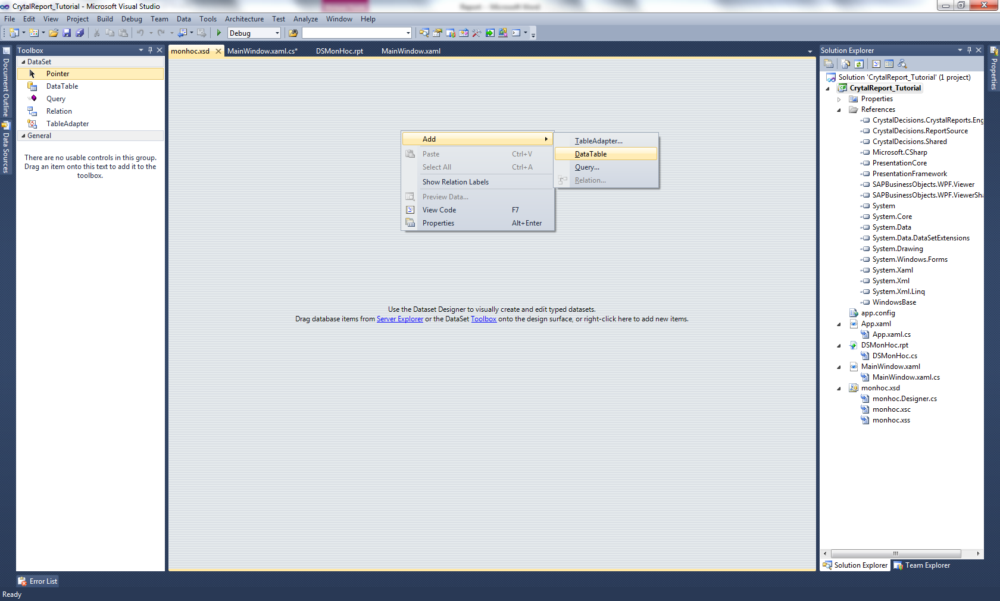 CrytalReport_Tutorial - Microsoft Visual Studio
Report - Microsoft Word
File Edit View Project Build Debug Team Data Tools Architecture Test Analyze Window Help
Debug
Document Outline
Data Sources
Toolbox
DataSet
Pointer
DataTable
Query
Relation
TableAdapter
General
There are no usable controls in this group.
Drag an item onto this text to add it to the
toolbox.
monhoc.xsd MainWindow.xaml.cs* DSMonHoc.rpt MainWindow.xaml
Add
Paste Ctrl+V
Select All Ctrl+A
Show Relation Labels
Preview Data...
View Code F7
Properties Alt+Enter
TableAdapter...
DataTable
Query...
Relation...
Use the Dataset Designer to visually create and edit typed datasets.
Drag database items from Server Explorer or the DataSet Toolbox onto the design surface, or right-click here to add new items.
Solution Explorer
Solution 'CrytalReport_Tutorial' (1 project)
CrytalReport_Tutorial
Properties
References
CrystalDecisions.CrystalReports.Eng
CrystalDecisions.ReportSource
CrystalDecisions.Shared
Microsoft.CSharp
PresentationCore
PresentationFramework
SAPBusinessObjects.WPF.Viewer
SAPBusinessObjects.WPF.ViewerSha
System
System.Core
System.Data
System.Data.DataSetExtensions
System.Drawing
System.Windows.Forms
System.Xaml
System.Xml
System.Xml.Linq
WindowsBase
app.config
App.xaml
App.xaml.cs
DSMonHoc.rpt
DSMonHoc.cs
MainWindow.xaml
MainWindow.xaml.cs
monhoc.xsd
monhoc.Designer.cs
monhoc.xsc
monhoc.xss
Solution Explorer Team Explorer
Properties
Error List
Ready